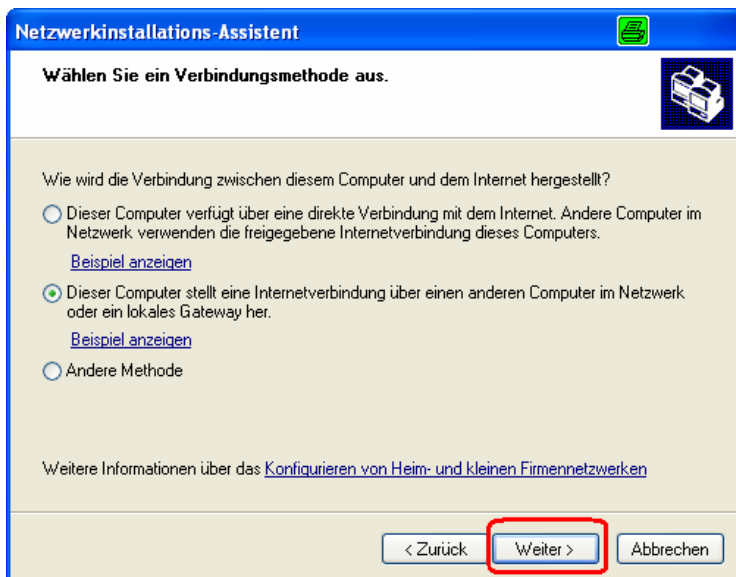 Netzwerkinstallations-Assistent
Wählen Sie ein Verbindungsmethode aus.
Wie wird die Verbindung zwischen diesem Computer und dem Internet hergestellt?
Dieser Computer verfügt über eine direkte Verbindung mit dem Internet. Andere Computer im
Netzwerk verwenden die freigegebene Internetverbindung dieses Computers.
Beispiel anzeigen
Dieser Computer stellt eine Internetverbindung über einen anderen Computer im Netzwerk
oder ein lokales Gateway her.
Beispiel anzeigen
Andere Methode
Weitere Informationen über das Konfigurieren von Heim- und kleinen Firmennetzwerken
< Zurück Weiter > Abbrechen